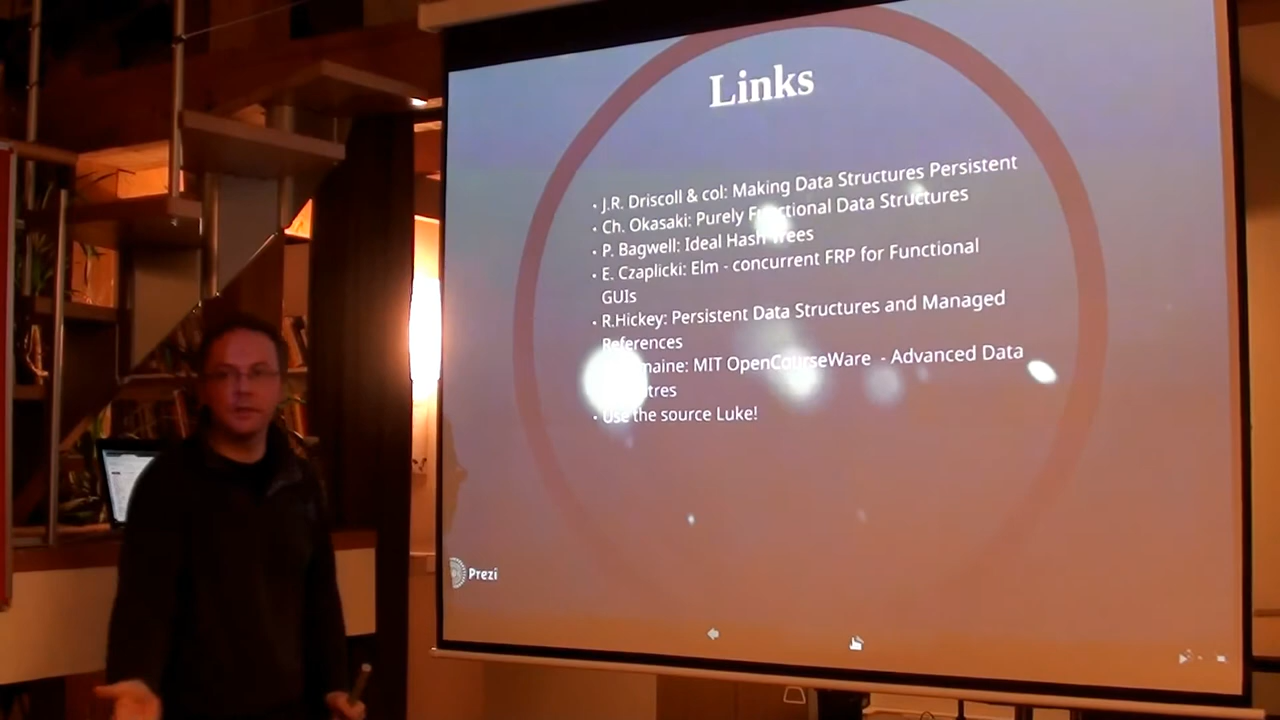 Links
• J.R. Driscoll & col: Making Data Structures Persistent
• Ch. Okasaki: Purely Functional Data Structures
• P. Bagwell: Ideal Hash Trees
• E. Czaplicki: Elm - concurrent FRP for Functional
GUIs
• R.Hickey: Persistent Data Structures and Managed
References
MIT OpenCourseWare - Advanced Data
• Use the source Luke!
Prezi